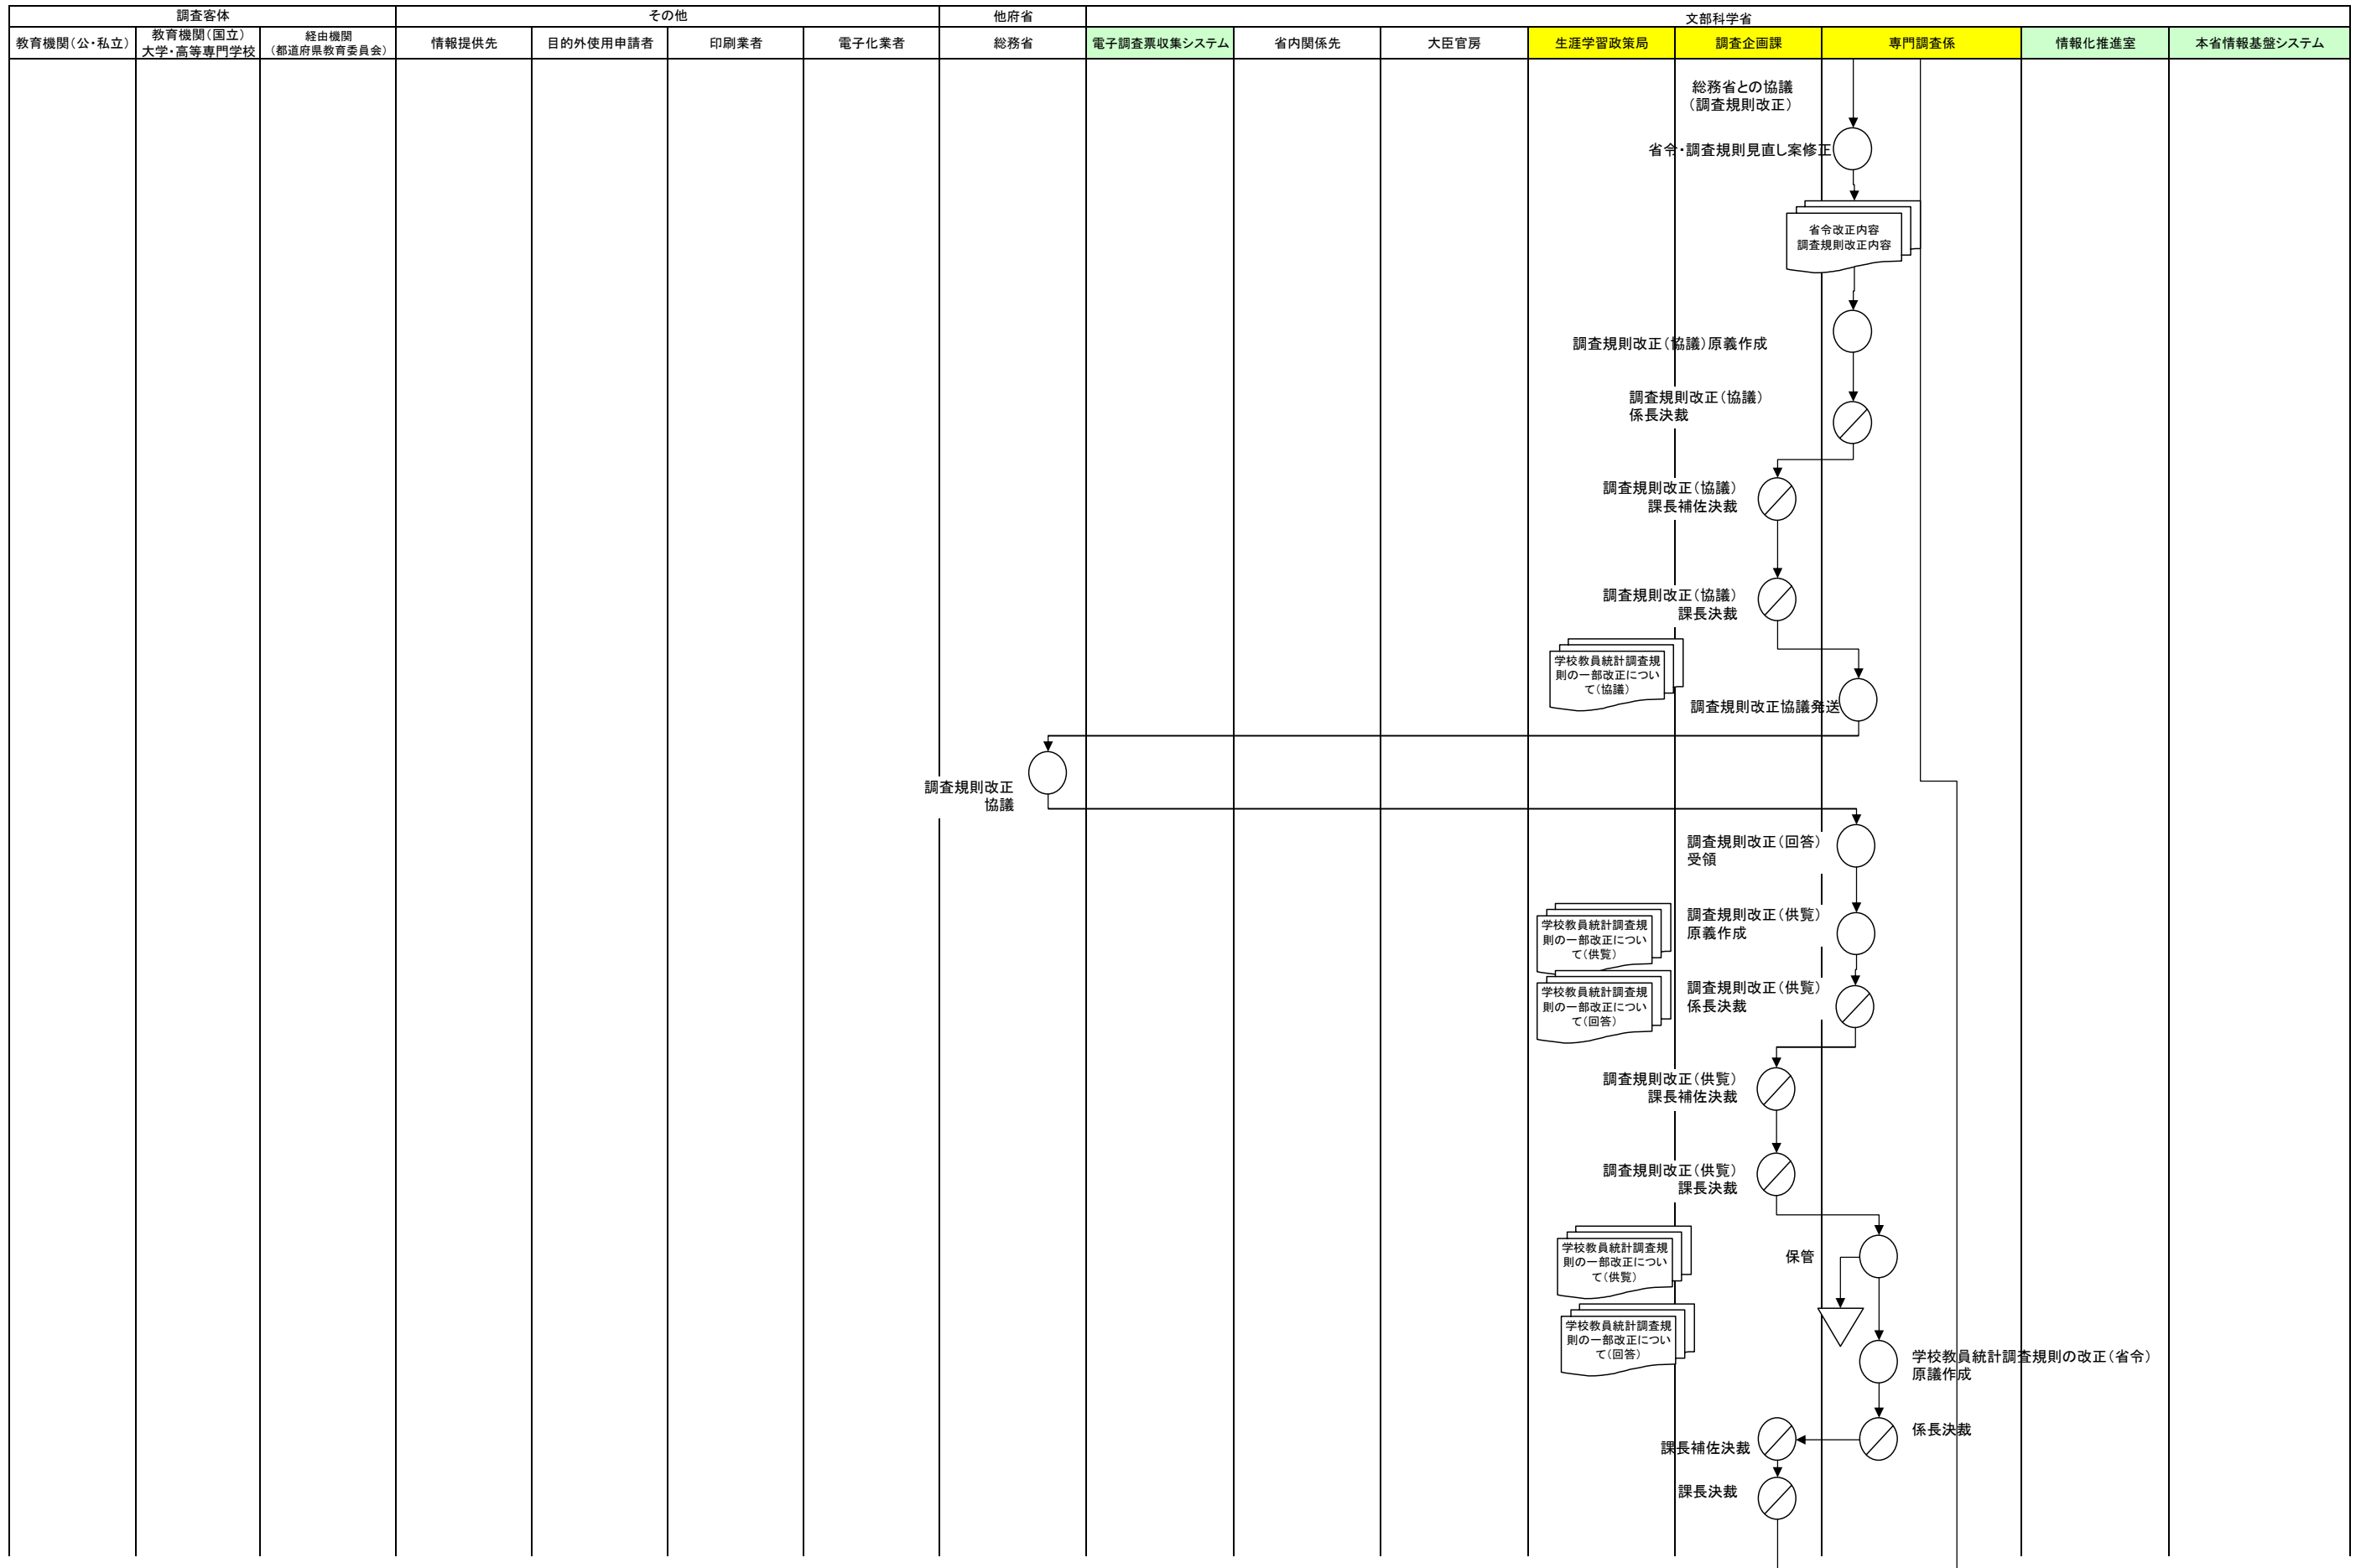 調査客体
その他
他府省
文部科学省
教育機関(公・私立)
教育機関(国立)
大学・高等専門学校
経由機関
(都道府県教育委員会)
情報提供先
目的外使用申請者
印刷業者
電子化業者
総務省
電子調査票収集システム
省内関係先
大臣官房
生涯学習政策局
調査企画課
専門調査係
情報化推進室
本省情報基盤システム
総務省との協議
(調査規則改正)
省令・調査規則見直し案修正
省令改正内容
調査規則改正内容
調査規則改正(協議)原義作成
調査規則改正(協議)
係長決裁
調査規則改正(協議)
課長補佐決裁
調査規則改正(協議)
課長決裁
学校教員統計調査規
則の一部改正につい
て(協議)
調査規則改正協議発送
調査規則改正
協議
調査規則改正(回答)
受領
学校教員統計調査規
則の一部改正につい
て(供覧)
調査規則改正(供覧)
原義作成
学校教員統計調査規
則の一部改正につい
て(回答)
調査規則改正(供覧)
係長決裁
調査規則改正(供覧)
課長補佐決裁
調査規則改正(供覧)
課長決裁
学校教員統計調査規
則の一部改正につい
て(供覧)
保管
学校教員統計調査規
則の一部改正につい
て(回答)
学校教員統計調査規則の改正(省令)
原議作成
係長決裁
課長補佐決裁
課長決裁